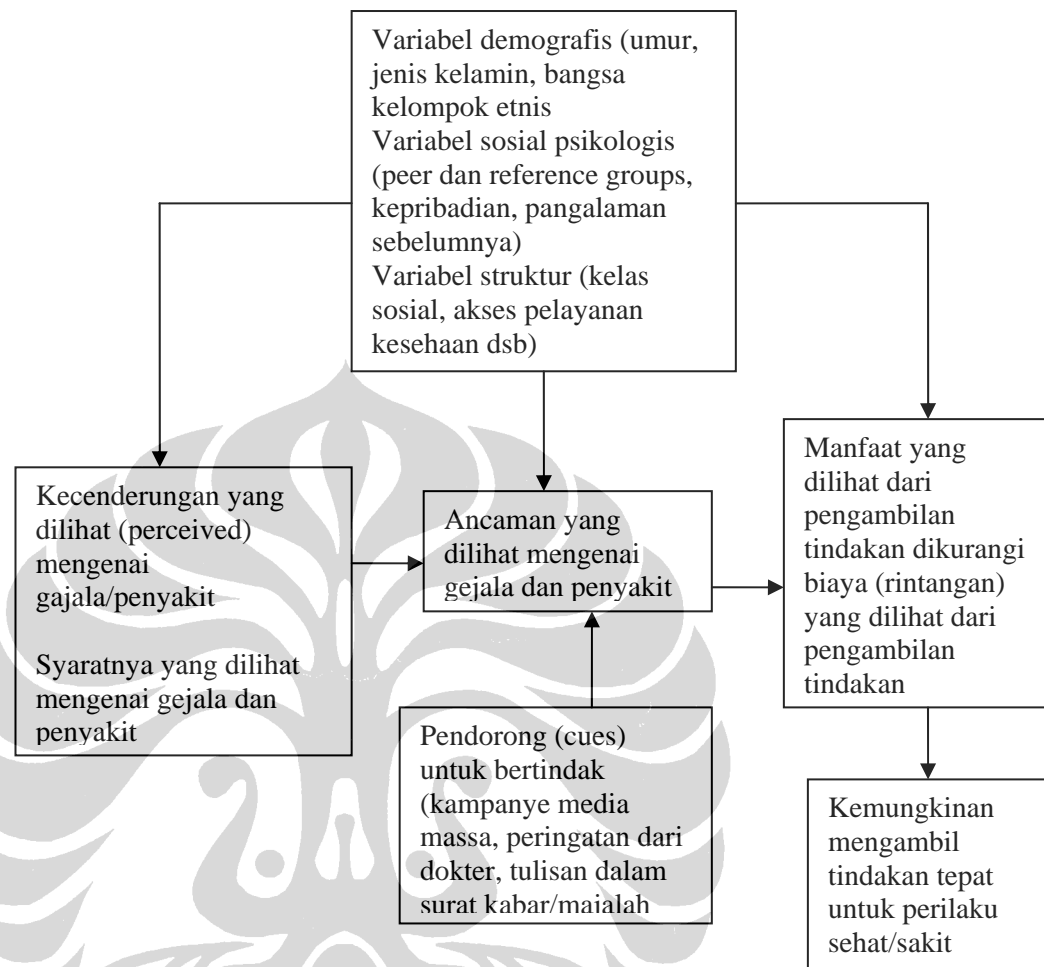 Variabel demografis (umur,
jenis kelamin, bangsa
kelompok etnis
Variabel sosial psikologis
(peer dan reference groups,
kepribadian, pangalaman
sebelumnya)
Variabel struktur (kelas
sosial, akses pelayanan
kesehaan dsb)
Kecenderungan yang
dilihat (perceived)
mengenai
gajala/penyakit
Syaratnya yang dilihat
mengenai gejala dan
penyakit
Ancaman yang
dilihat mengenai
gejala dan penyakit
Manfaat yang
dilihat dari
pengambilan
tindakan dikurangi
biaya (rintangan)
yang dilihat dari
pengambilan
tindakan
Pendorong (cues)
untuk bertindak
(kampanye media
massa, peringatan dari
dokter, tulisan dalam
surat kabar/majalah
Kemungkinan
mengambil
tindakan tepat
untuk perilaku
sehat/sakit